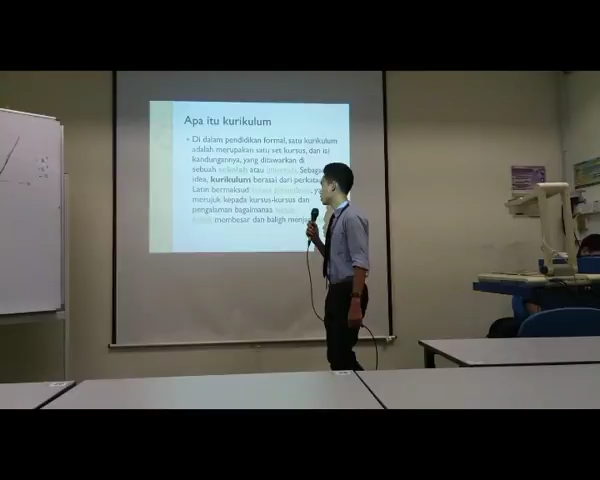 Apa itu kurikulum
• Di dalam pendidikan formal, satu kurikulum
adalah merupakan satu set kursus, dan isi
kandungannya, yang ditawarkan di
sebuah sekolah atau Sebagai
idea, kurikulum berasal dari
Latin bermaksud
merujuk kepada kursus-kursus dan
pengalaman bagaimana
membesar dan baligh